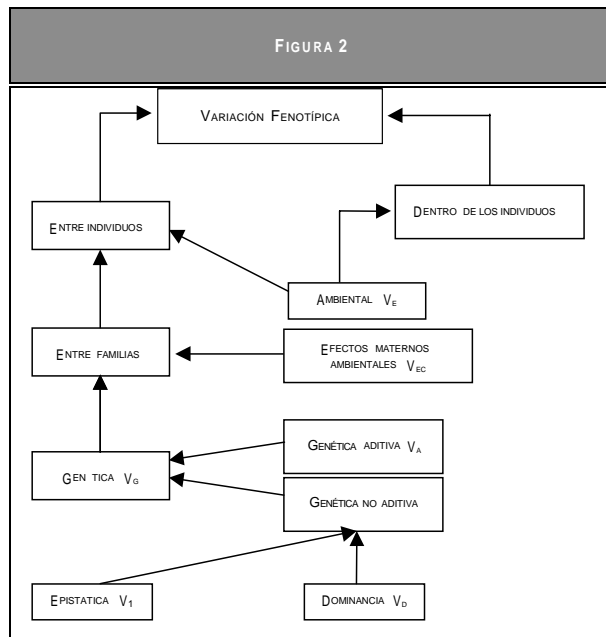 FIGURA 2
VARIACIÓN FENOTÍPICA
ENTRE INDIVIDUOS
DENTRO DE LOS INDIVIDUOS
AMBIENTAL VE
ENTRE FAMILIAS
EFECTOS MATERNOS
AMBIENTALES VEC
GENÉTICA ADITIVA VA
GEN TICA VG
GENÉTICA NO ADITIVA
EPISTATICA V1
DOMINANCIA VD